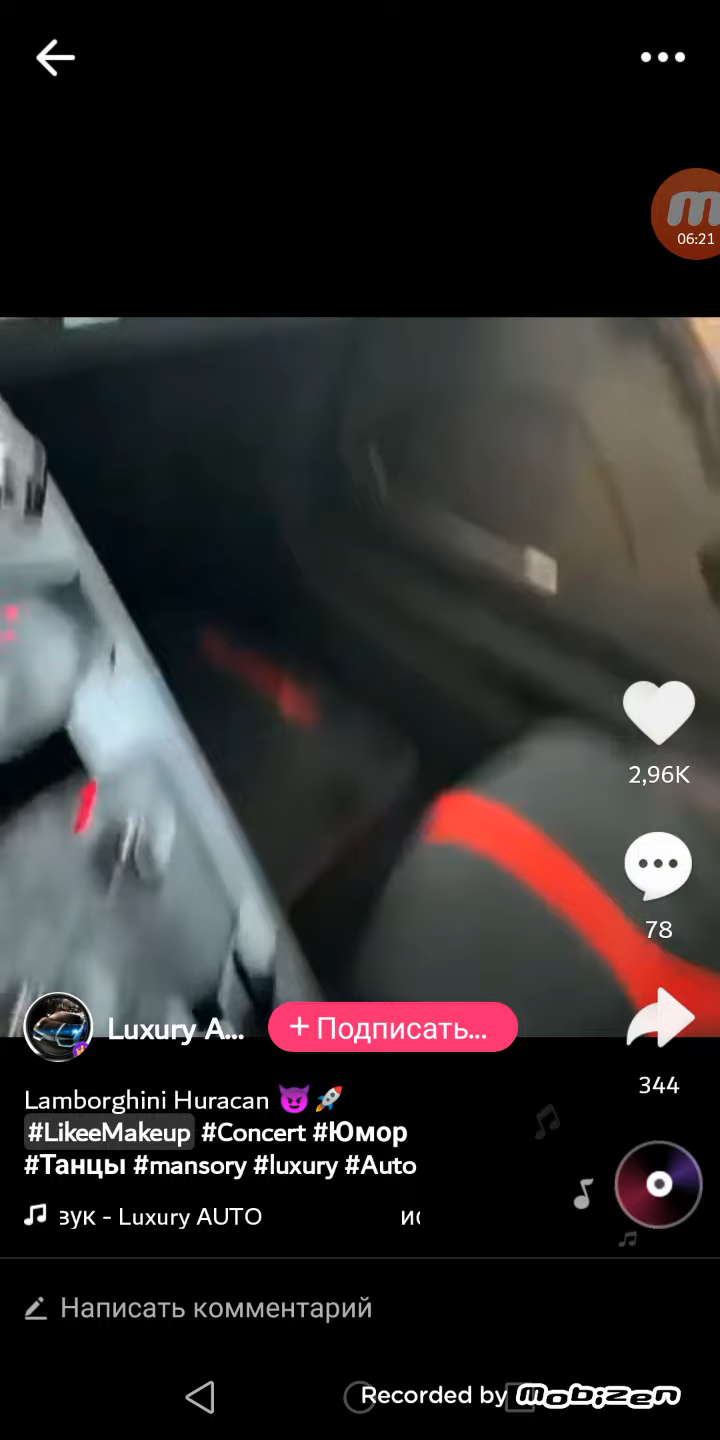 06:21
2,96K
78
Luxury A...
+ Подписать...
344
Lamborghini Huracan 😈🚀
#LikeeMakeup #Concert #Юмор
#Танцы #mansory #luxury #Auto
звук - Luxury AUTO
Написать комментарий
Recorded by mobizen